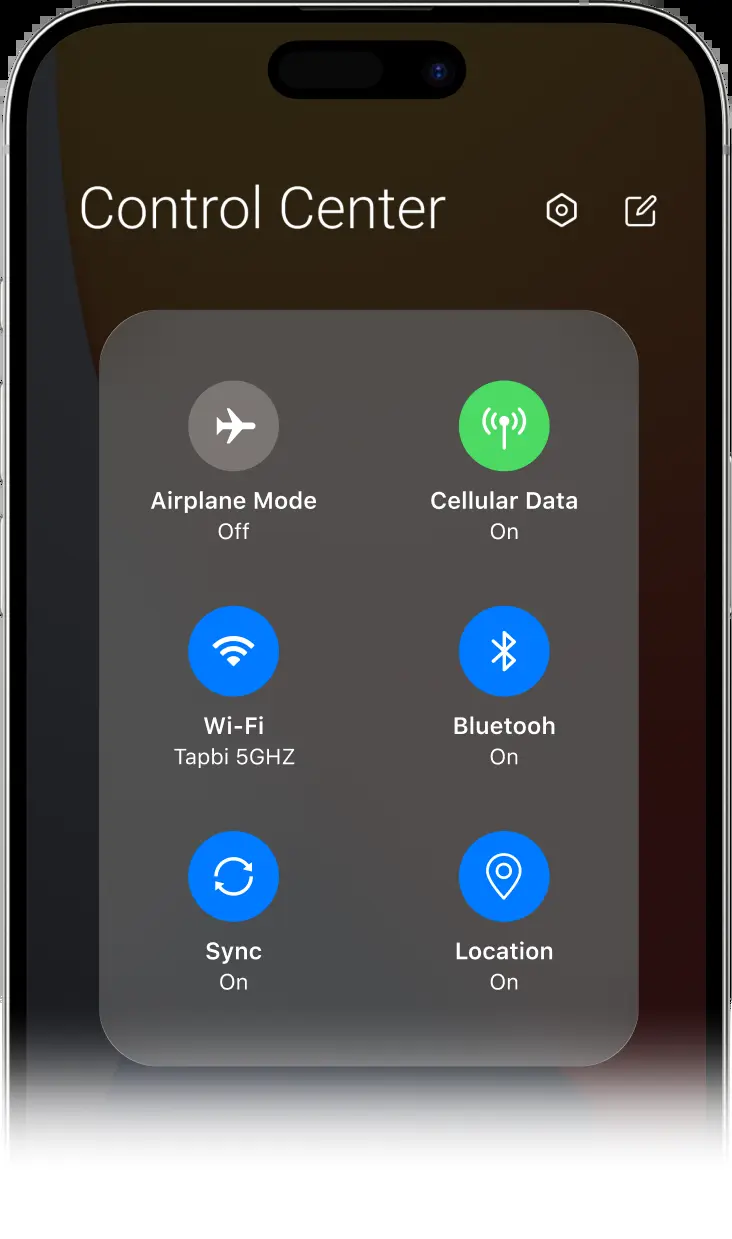 Control Center
Airplane Mode
Off
Cellular Data
On
Wi-Fi
Tapbi 5GHZ
Bluetooh
On
Sync
On
Location
On